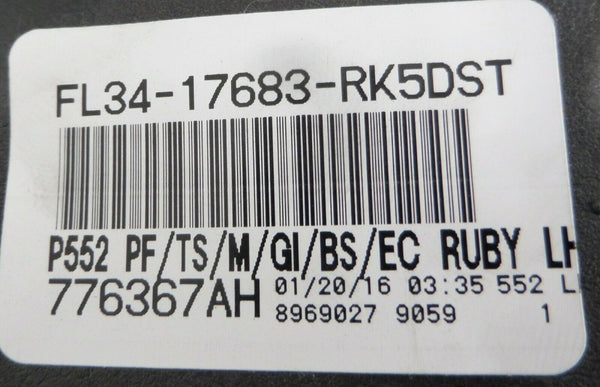 FL34-17683-RK5DST
P552 PF/TS/M/GI/BS/EC RUBY LH
776367AH 01/20/16 03:35 552 L
8969027 9059 1